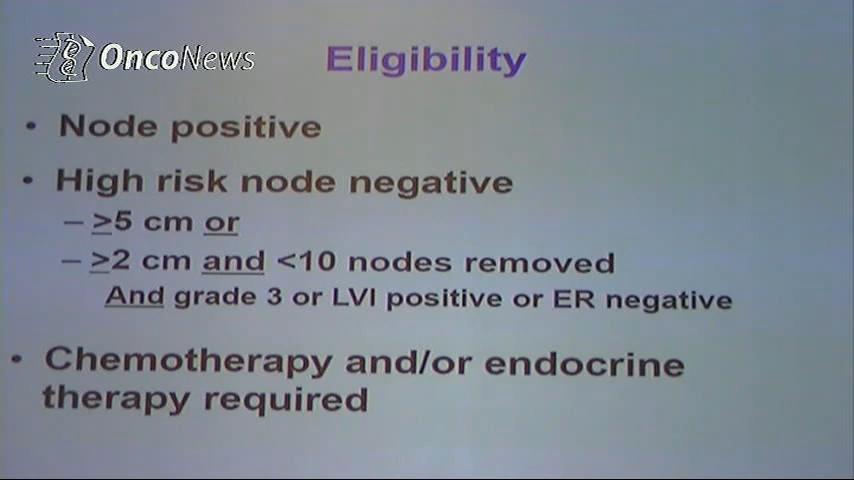 OncoNews
Eligibility
• Node positive
• High risk node negative
– ≥5 cm or
– ≥2 cm and <10 nodes removed
And grade 3 or LVI positive or ER negative
• Chemotherapy and/or endocrine
therapy required